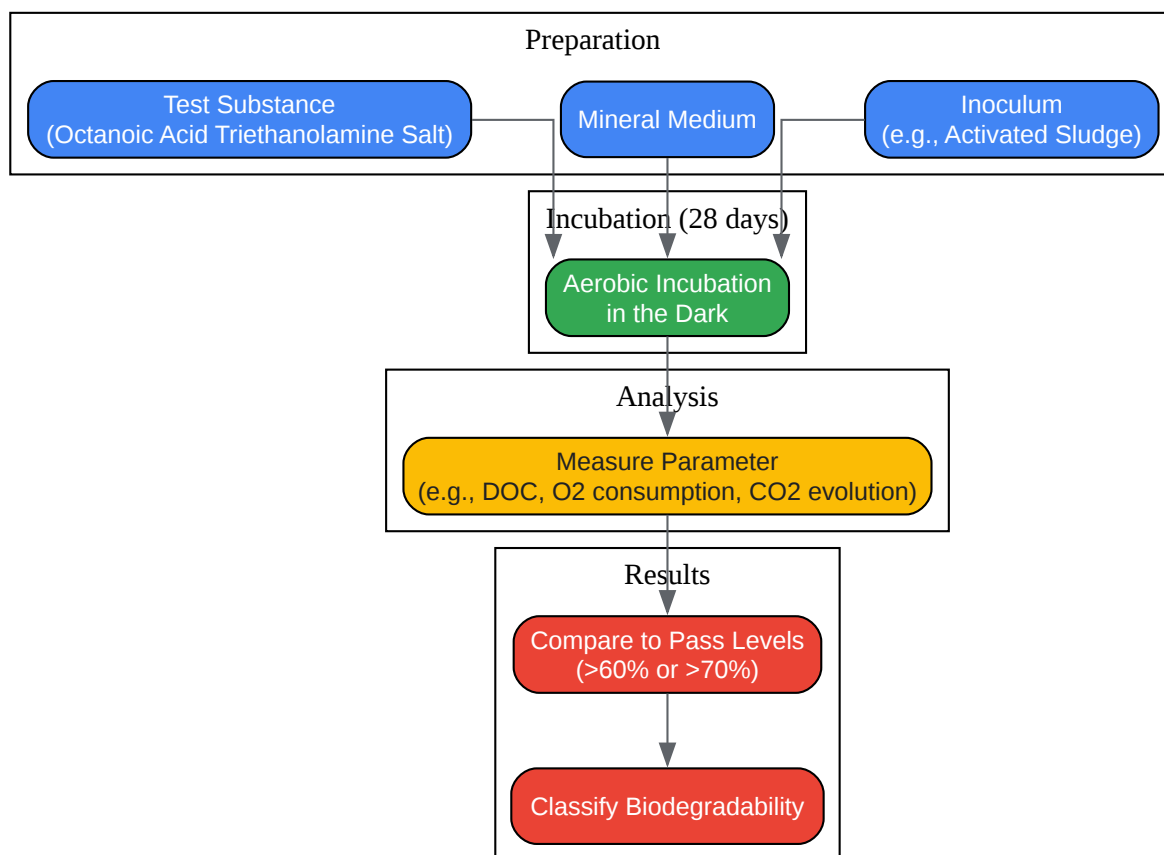 Preparation
Test Substance
(Octanoic Acid Triethanolamine Salt)
Mineral Medium
Inoculum
(e.g., Activated Sludge)
Incubation (28 days)
Aerobic Incubation
in the Dark
Analysis
Measure Parameter
(e.g., DOC, O2 consumption, CO2 evolution)
Results
Compare to Pass Levels
(>60% or >70%)
Classify Biodegradability